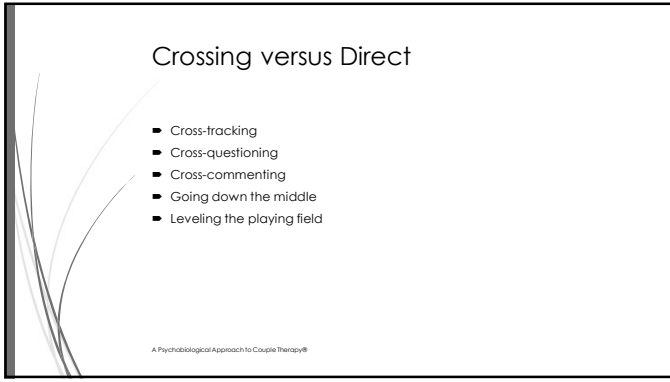 Crossing versus Direct
Cross-tracking
Cross-questioning
Cross-commenting
Going down the middle
Leveling the playing field
A Psychobiological Approach to Couple Therapy®